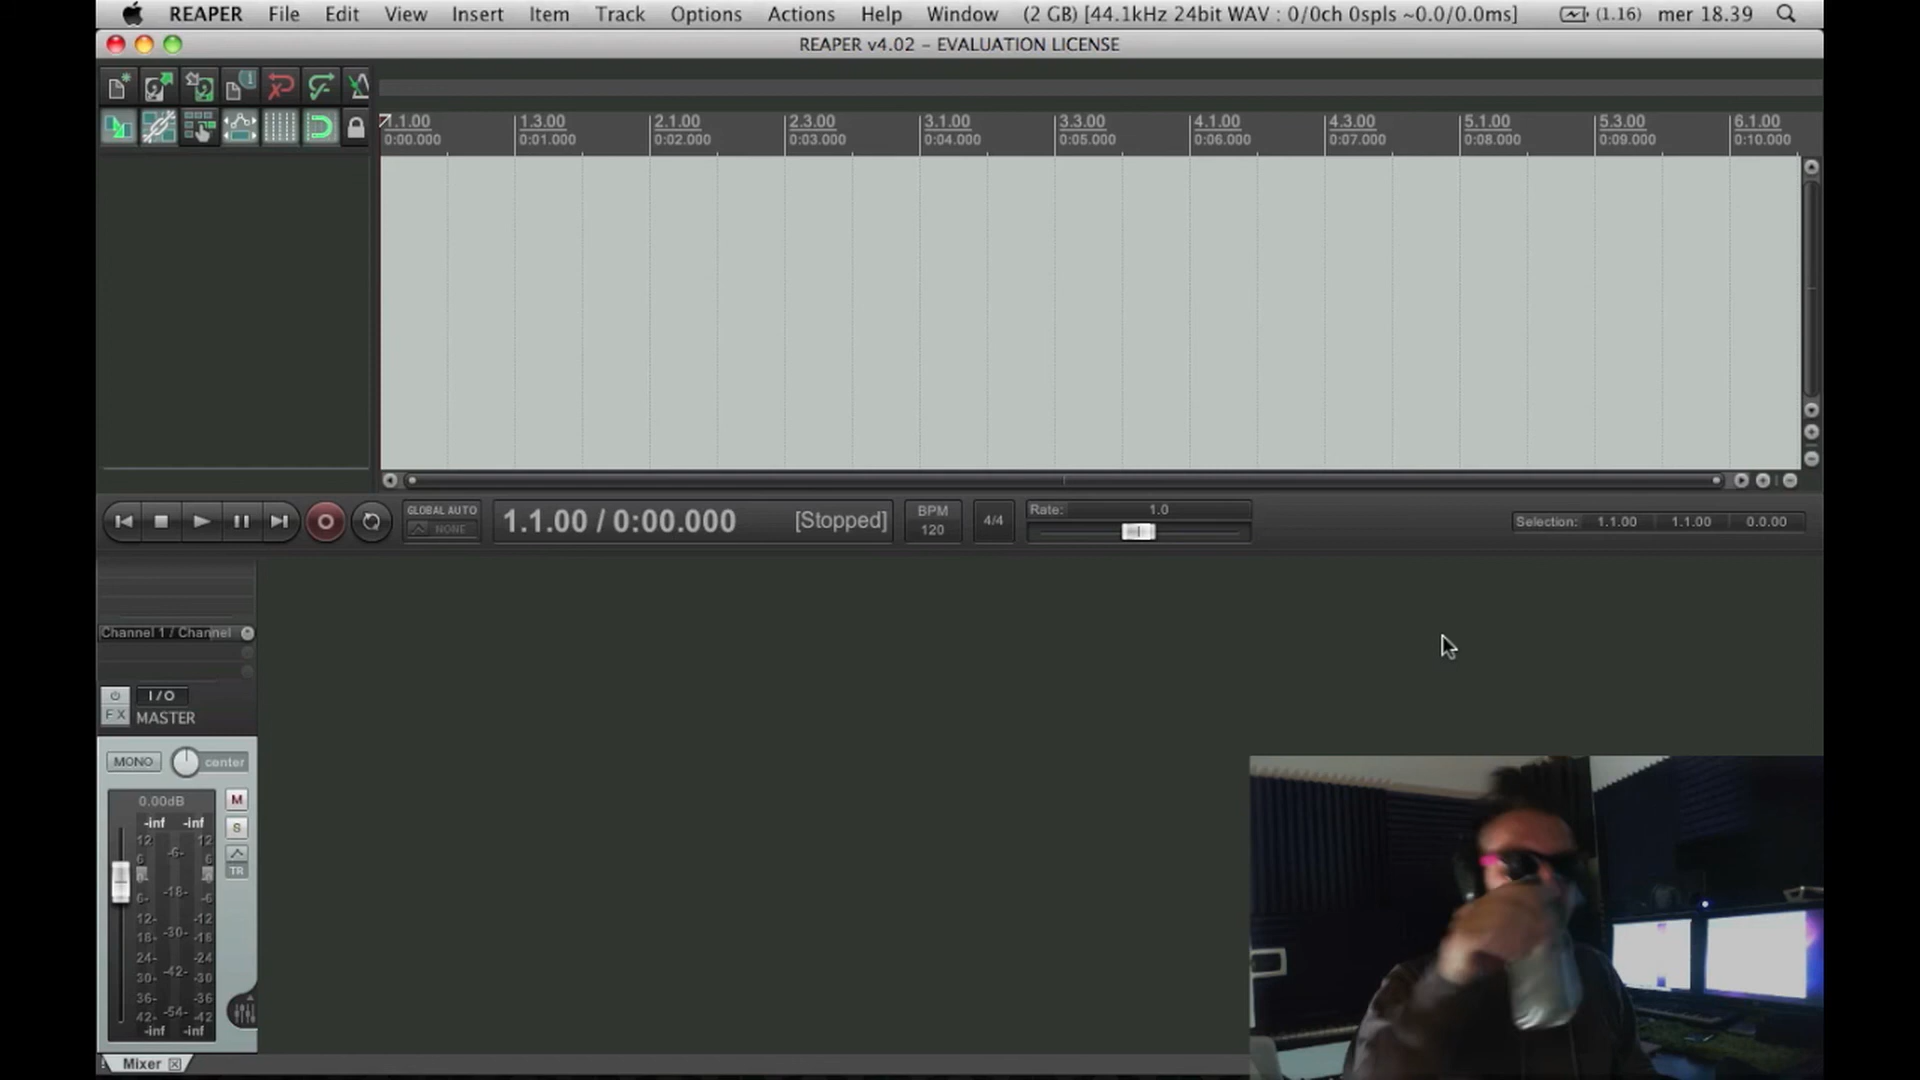 REAPER File Edit View Insert Item Track Options Actions Help Window (2 GB) [44.1kHz 24bit WAV : 0/0ch 0spls ~0.0/0.0ms] (1.16) mer 18.39
REAPER v4.02 – EVALUATION LICENSE
1.1.00 1.3.00 2.1.00 2.3.00 3.1.00 3.3.00 4.1.00 4.3.00 5.1.00 5.3.00 6.1.00
0:00.000 0:01.000 0:02.000 0:03.000 0:04.000 0:05.000 0:06.000 0:07.000 0:08.000 0:09.000 0:10.000
GLOBAL AUTO
NONE
1.1.00 / 0:00.000 [Stopped]
BPM
120
4/4
Rate: 1.0
Selection: 1.1.00 1.1.00 0.0.00
Channel 1 / Channel
I/O
FX MASTER
MONO center
0.00dB M
-inf -inf
S
12 -6- 12
6 6
0
TR
6- -18- -6
12- -12
18- -30- -18
24- -24
30- -42- -30
36- -54- -36
42- -42
-inf -inf
Mixer